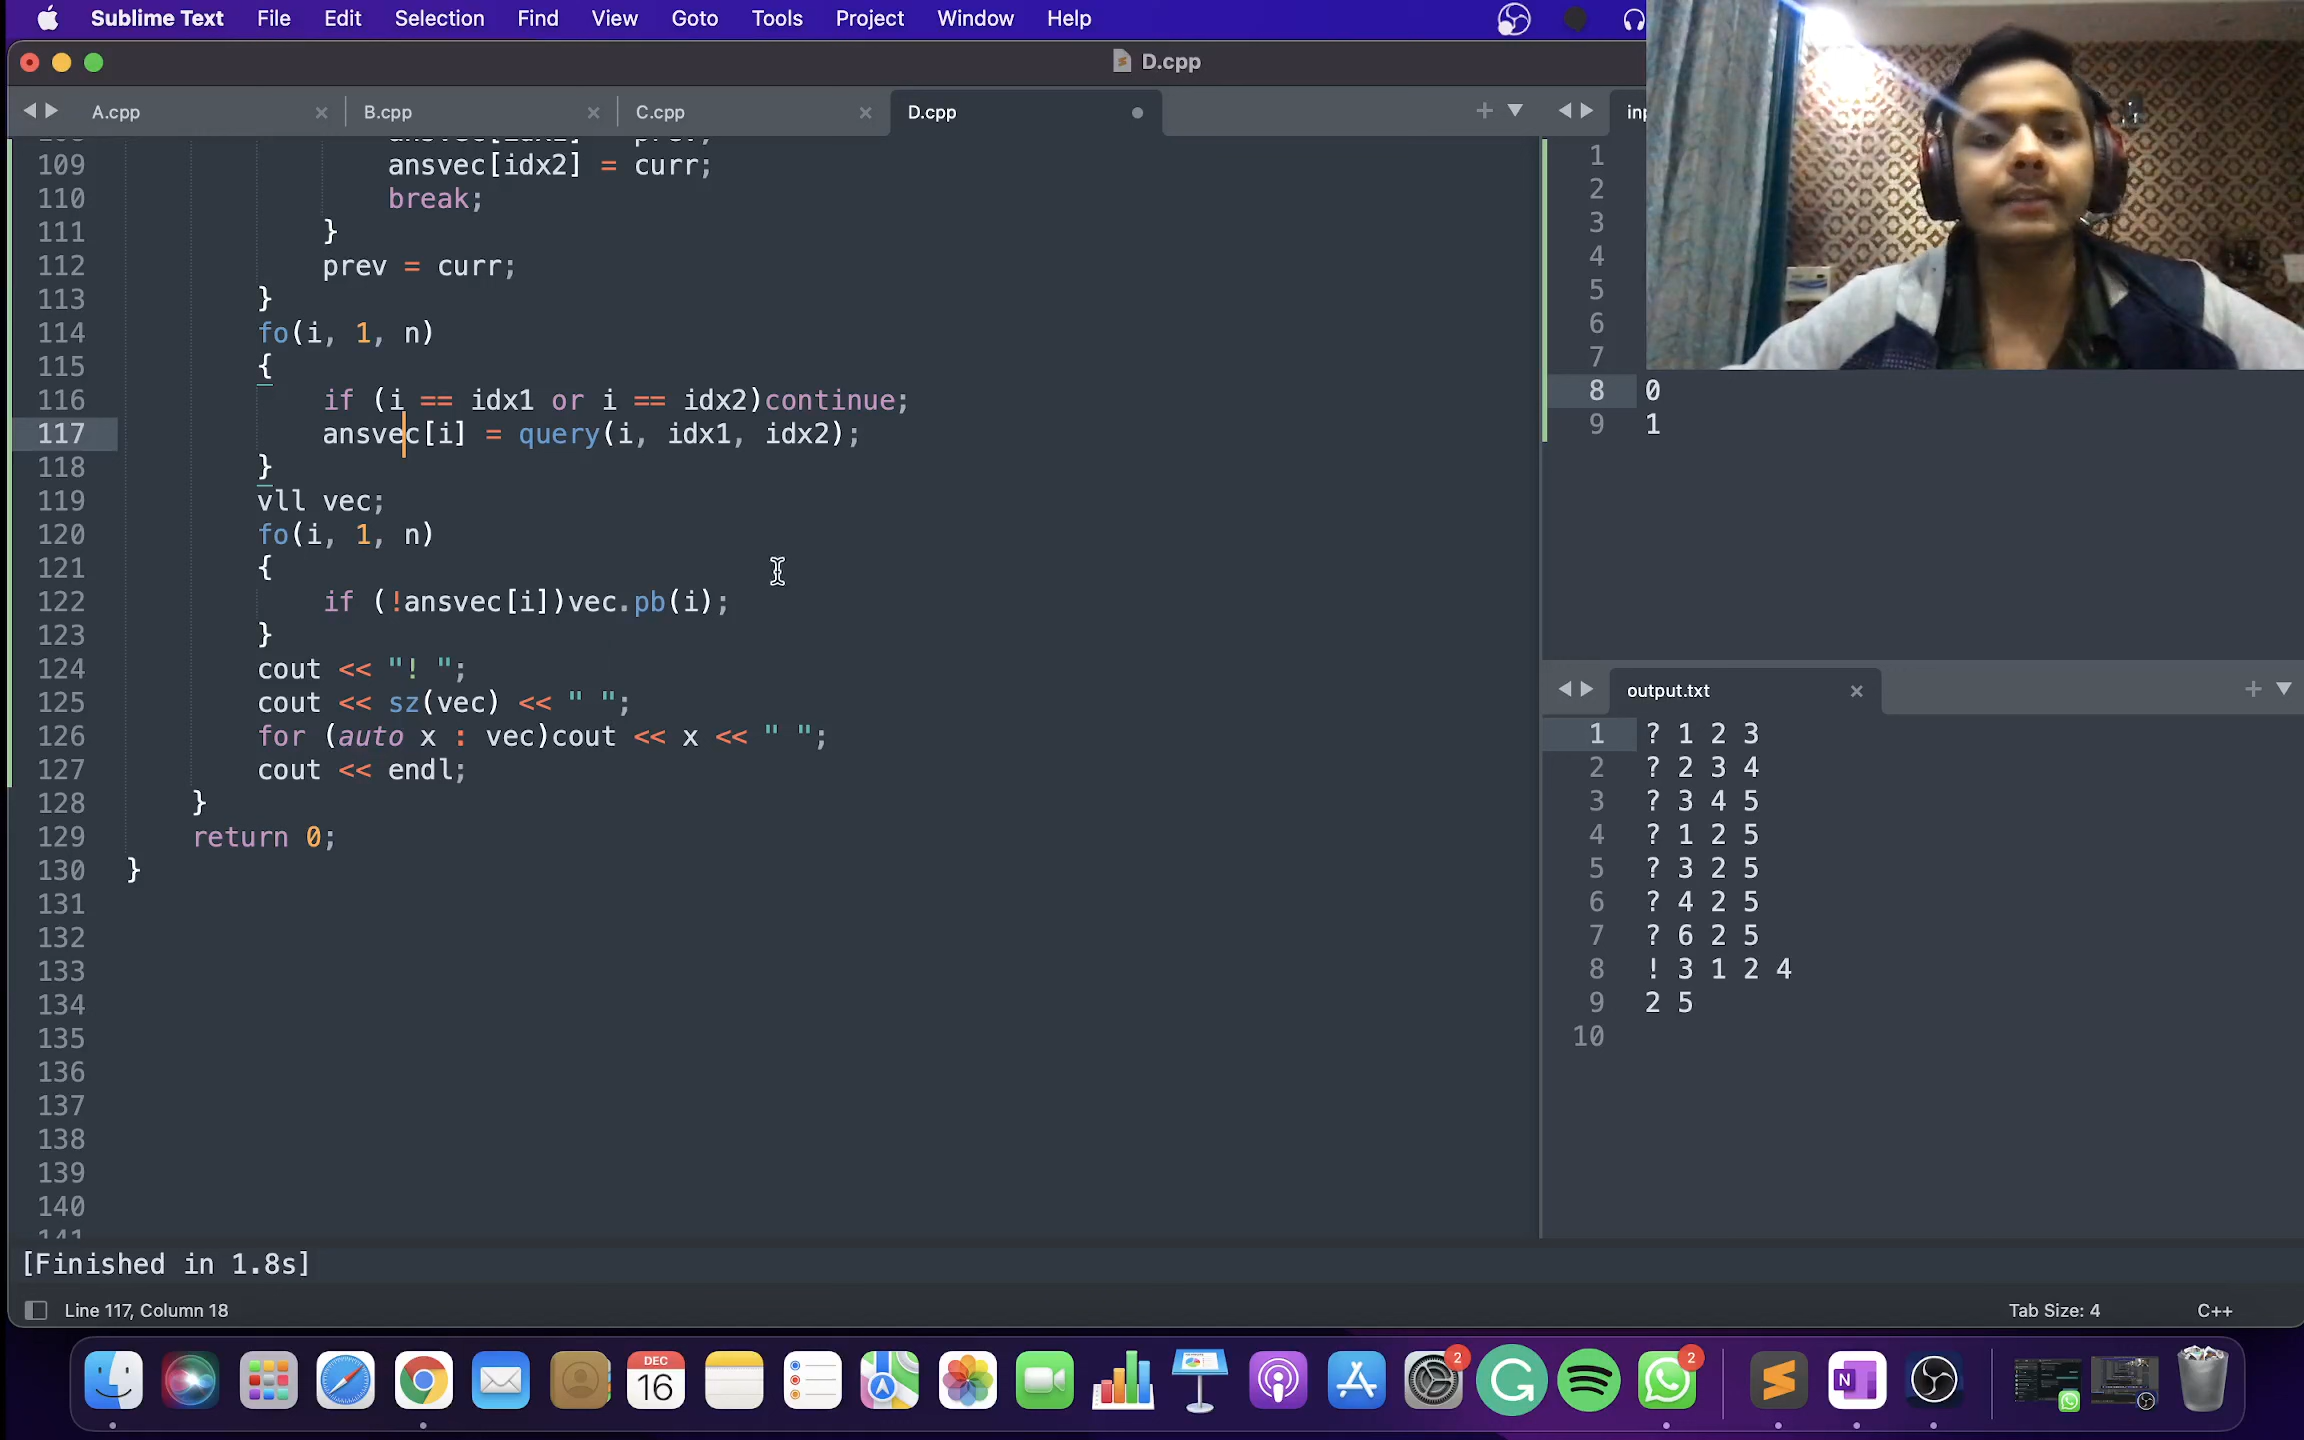 Sublime Text File Edit Selection Find View Goto Tools Project Window Help
D.cpp
A.cpp B.cpp C.cpp D.cpp
109 ansvec[idx2] = curr;
110 break;
111 }
112 prev = curr;
113 }
114 fo(i, 1, n)
115 {
116 if (i == idx1 or i == idx2)continue;
117 ansvec[i] = query(i, idx1, idx2);
118 }
119 vll vec;
120 fo(i, 1, n)
121 {
122 if (!ansvec[i])vec.pb(i);
123 }
124 cout << "! ";
125 cout << sz(vec) << " ";
126 for (auto x : vec)cout << x << " ";
127 cout << endl;
128 }
129 return 0;
130 }
131
132
133
134
135
136
137
138
139
140
inp
1
2
3
4
5
6
7
8 0
9 1
output.txt
1 ? 1 2 3
2 ? 2 3 4
3 ? 3 4 5
4 ? 1 2 5
5 ? 3 2 5
6 ? 4 2 5
7 ? 6 2 5
8 ! 3 1 2 4
9 2 5
10
[Finished in 1.8s]
Line 117, Column 18 Tab Size: 4 C++
DEC
16
2
2
N